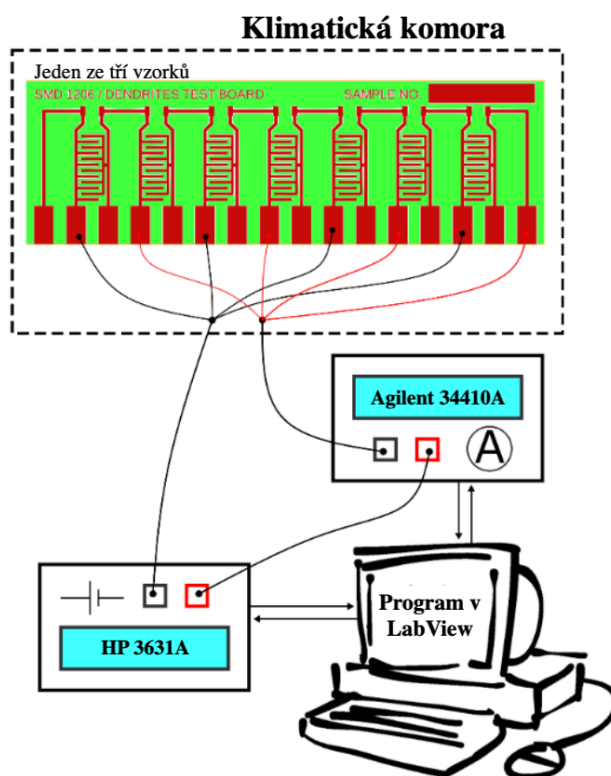 Klimatická komora
Jeden ze tří vzorků
SMD 1206 / DENDRITES TEST BOARD SAMPLE NO.
Agilent 34410A
A
HP 3631A
Program v
LabView